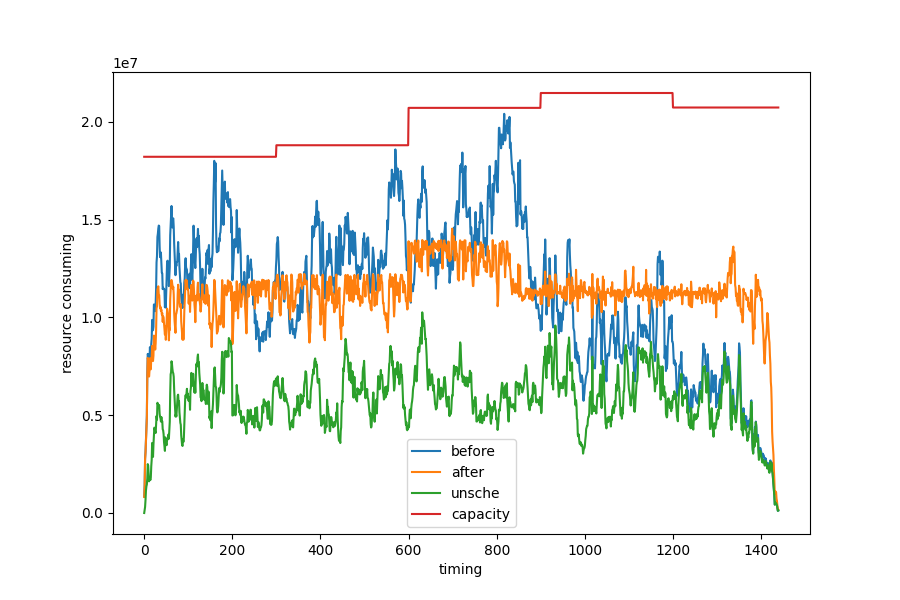 1e7
2.0
1.5
1.0
0.5
0.0
resource consuming
0 200 400 600 800 1000 1200 1400
timing
before
after
unsche
capacity